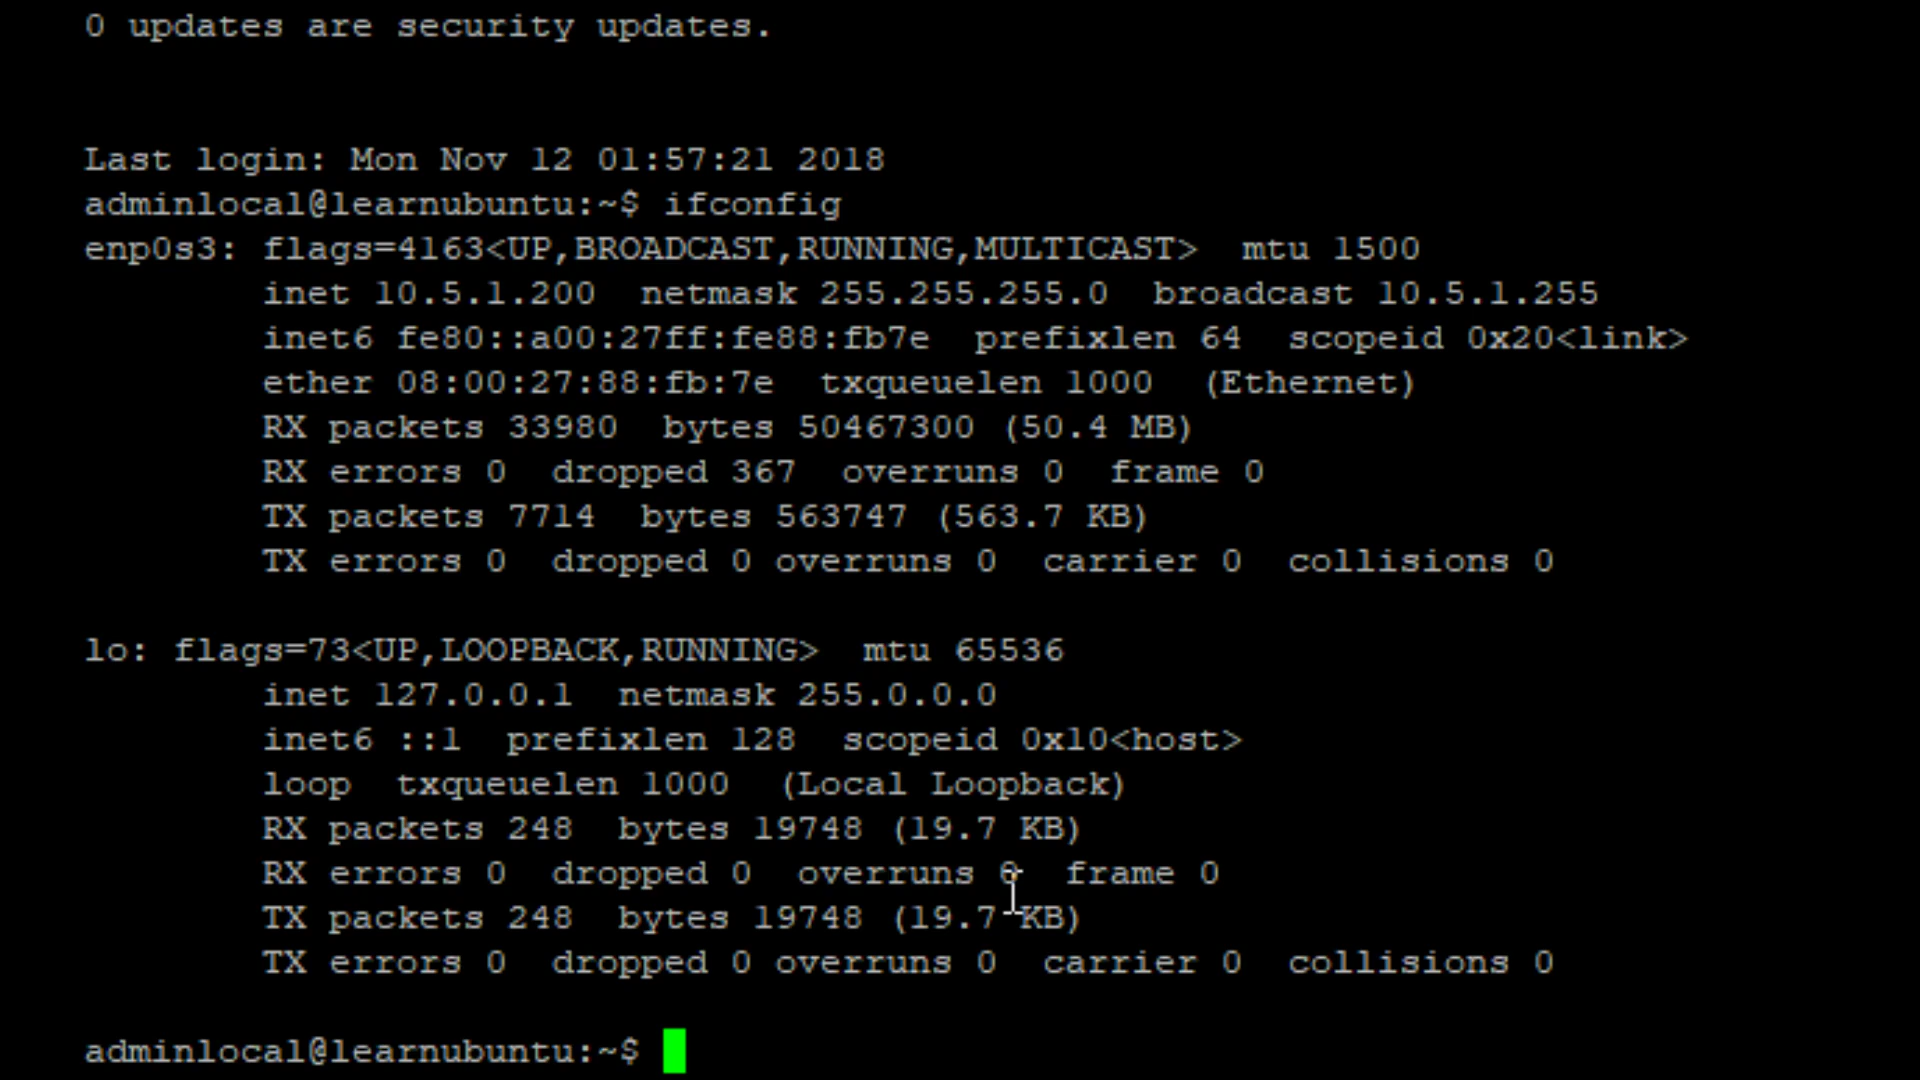 0 updates are security updates.
Last login: Mon Nov 12 01:57:21 2018
adminlocal@learnubuntu:~$ ifconfig
enp0s3: flags=4163<UP,BROADCAST,RUNNING,MULTICAST>  mtu 1500
        inet 10.5.1.200  netmask 255.255.255.0  broadcast 10.5.1.255
        inet6 fe80::a00:27ff:fe88:fb7e  prefixlen 64  scopeid 0x20<link>
        ether 08:00:27:88:fb:7e  txqueuelen 1000  (Ethernet)
        RX packets 33980  bytes 50467300 (50.4 MB)
        RX errors 0  dropped 367  overruns 0  frame 0
        TX packets 7714  bytes 563747 (563.7 KB)
        TX errors 0  dropped 0 overruns 0  carrier 0  collisions 0
lo: flags=73<UP,LOOPBACK,RUNNING>  mtu 65536
        inet 127.0.0.1  netmask 255.0.0.0
        inet6 ::1  prefixlen 128  scopeid 0x10<host>
        loop  txqueuelen 1000  (Local Loopback)
        RX packets 248  bytes 19748 (19.7 KB)
        RX errors 0  dropped 0  overruns 0  frame 0
        TX packets 248  bytes 19748 (19.7 KB)
        TX errors 0  dropped 0 overruns 0  carrier 0  collisions 0
adminlocal@learnubuntu:~$